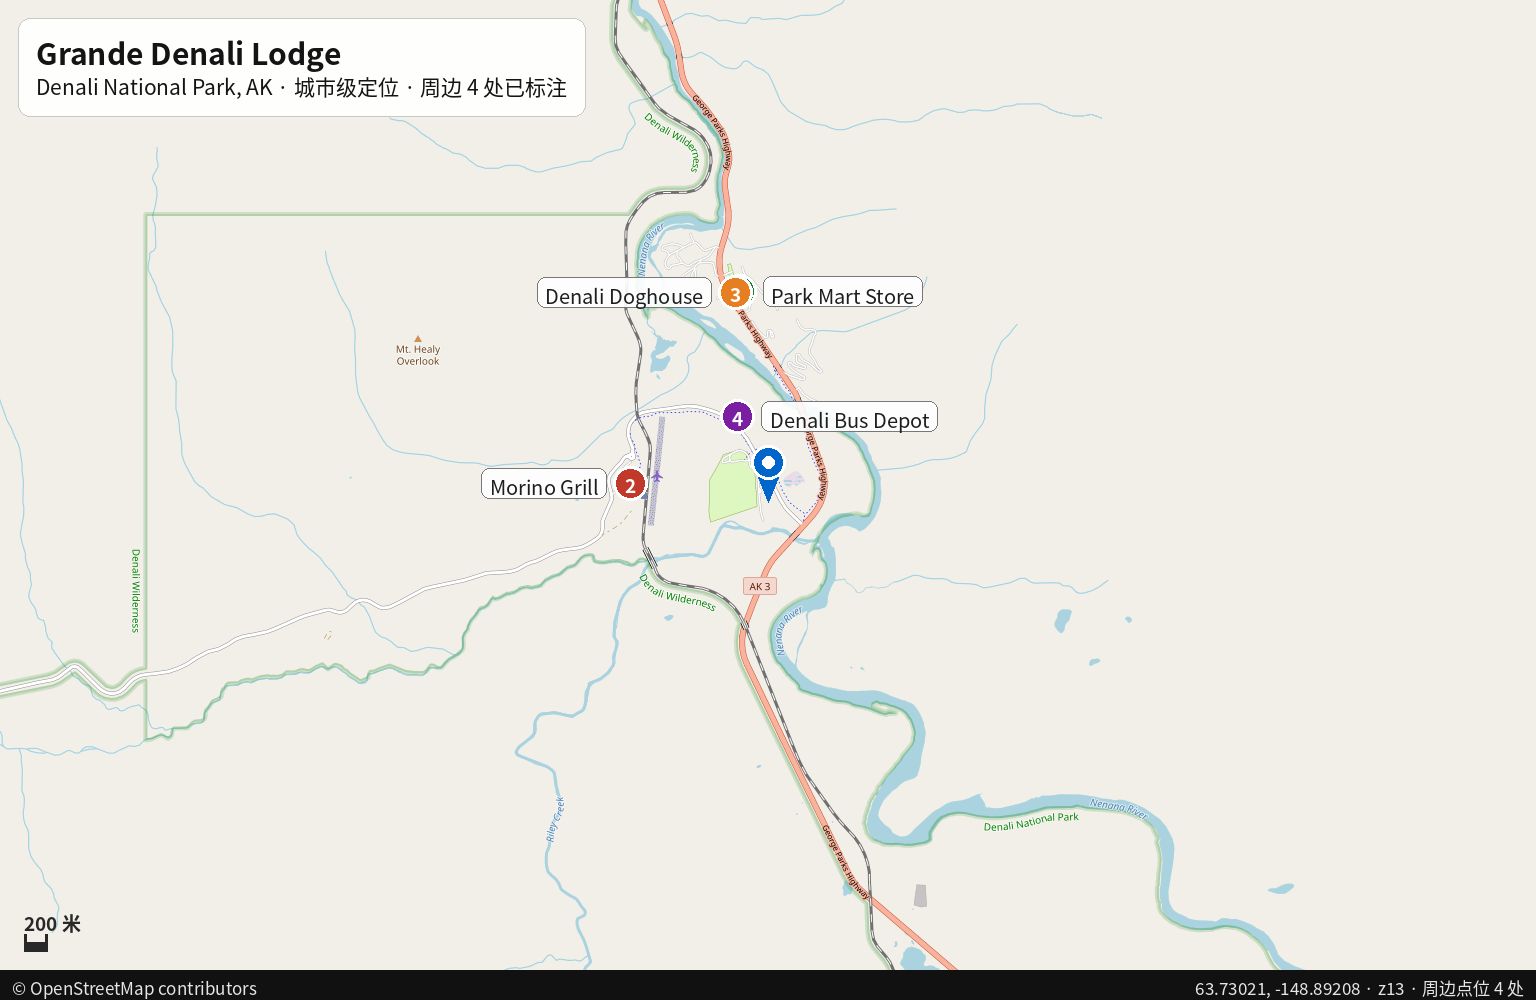 Grande Denali Lodge
Denali National Park, AK · 城市级定位 · 周边 4 处已标注
George Parks Highway
Denali Wilderness
Nenana River
Denali Doghouse
3
Park Mart Store
Parks Highway
Mt. Healy
Overlook
4
Denali Bus Depot
George Parks Highway
Morino Grill
2
Denali Wilderness
Denali Wilderness
AK 3
Nenana River
Nenana River
Denali National Park
Riley Creek
George Parks Highway
200 米
© OpenStreetMap contributors
63.73021, -148.89208 · z13 · 周边点位 4 处